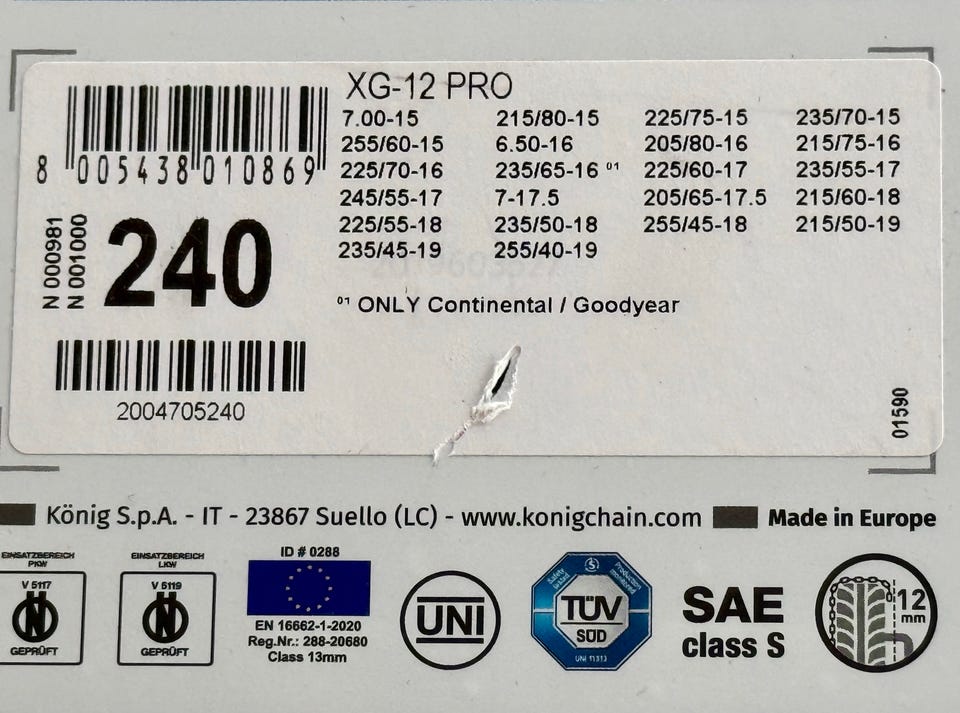 XG-12 PRO
7.00-15 215/80-15 225/75-15 235/70-15
255/60-15 6.50-16 205/80-16 215/75-16
225/70-16 235/65-16 ⁰¹ 225/60-17 235/55-17
245/55-17 7-17.5 205/65-17.5 215/60-18
225/55-18 235/50-18 255/45-18 215/50-19
235/45-19 255/40-19
⁰¹ ONLY Continental / Goodyear
8 005438 010869
N 000981
N 001000
240
2004705240
01590
König S.p.A. - IT - 23867 Suello (LC) - www.konigchain.com
Made in Europe
EINSATZBEREICH
PKW
V 5117
N
GEPRÜFT
EINSATZBEREICH
LKW
V 5119
N
GEPRÜFT
ID # 0288
EN 16662-1-2020
Reg.Nr.: 288-20680
Class 13mm
UNI
Safety tested
S
Production monitored
TÜV
SÜD
UNI 11313
SAE
class S
12
mm